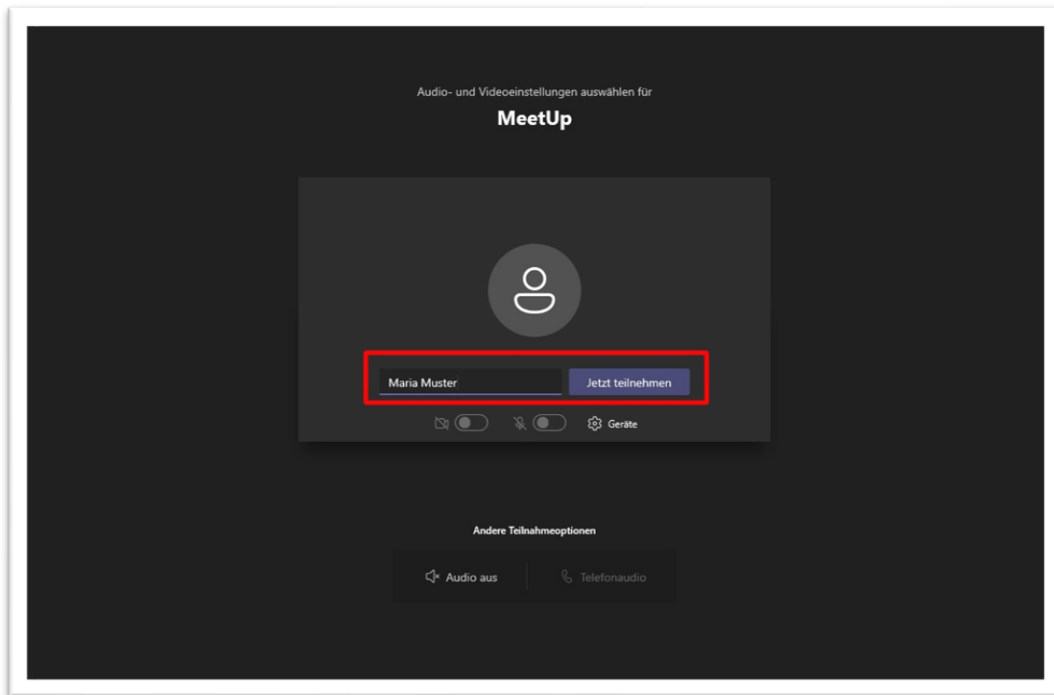 Audio- und Videoeinstellungen auswählen für
MeetUp
Maria Muster
Jetzt teilnehmen
Geräte
Andere Teilnahmeoptionen
Audio aus
Telefonaudio